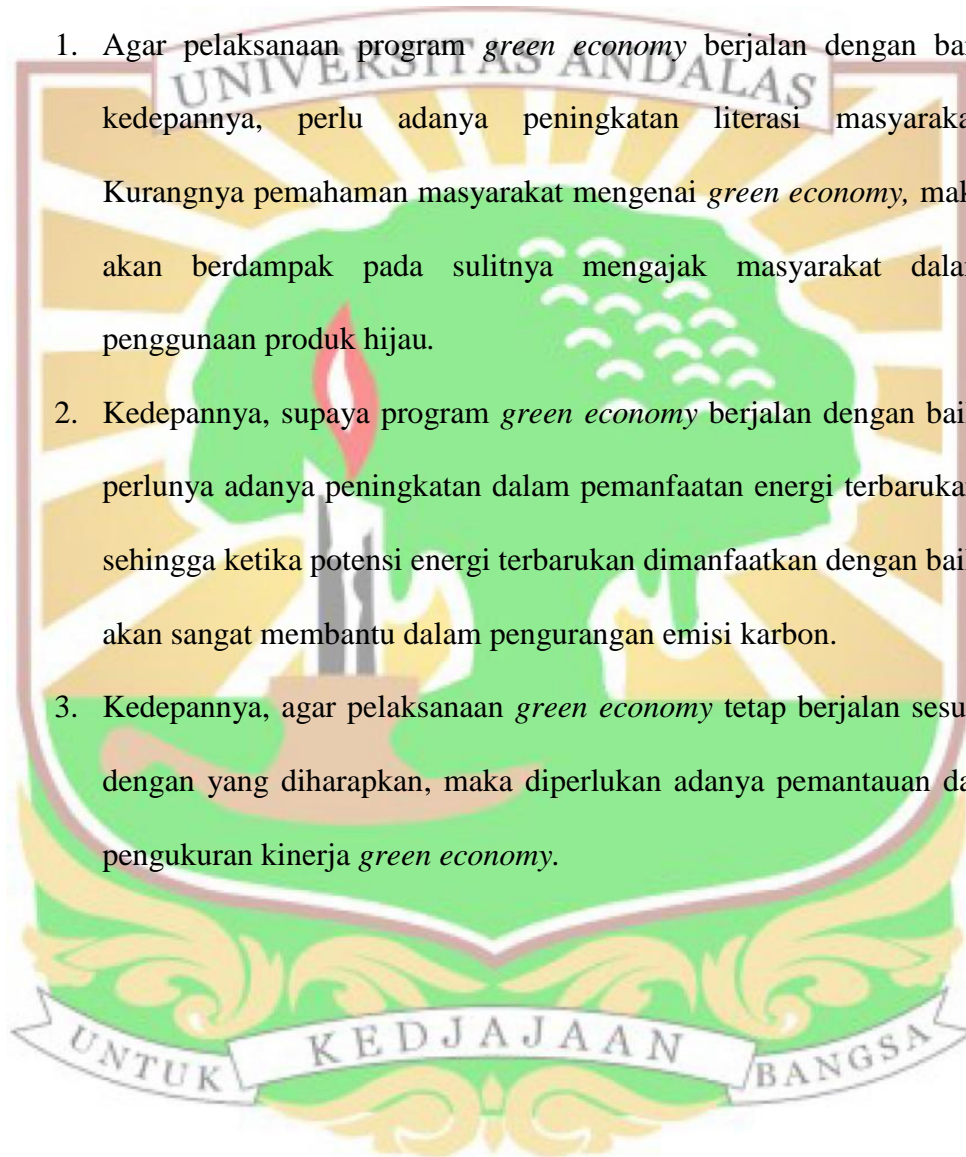 1. Agar pelaksanaan program green economy berjalan dengan bai
UNIVERSITAS ANDALAS
kedepannya, perlu adanya peningkatan literasi masyaraka
Kurangnya pemahaman masyarakat mengenai green economy, mak
akan berdampak pada sulitnya mengajak masyarakat dala
penggunaan produk hijau.
2. Kedepannya, supaya program green economy berjalan dengan bai
perlunya adanya peningkatan dalam pemanfaatan energi terbaruka
sehingga ketika potensi energi terbarukan dimanfaatkan dengan bai
akan sangat membantu dalam pengurangan emisi karbon.
3. Kedepannya, agar pelaksanaan green economy tetap berjalan sesu
dengan yang diharapkan, maka diperlukan adanya pemantauan da
pengukuran kinerja green economy.
UNTUK KEDJAJAAN BANGSA